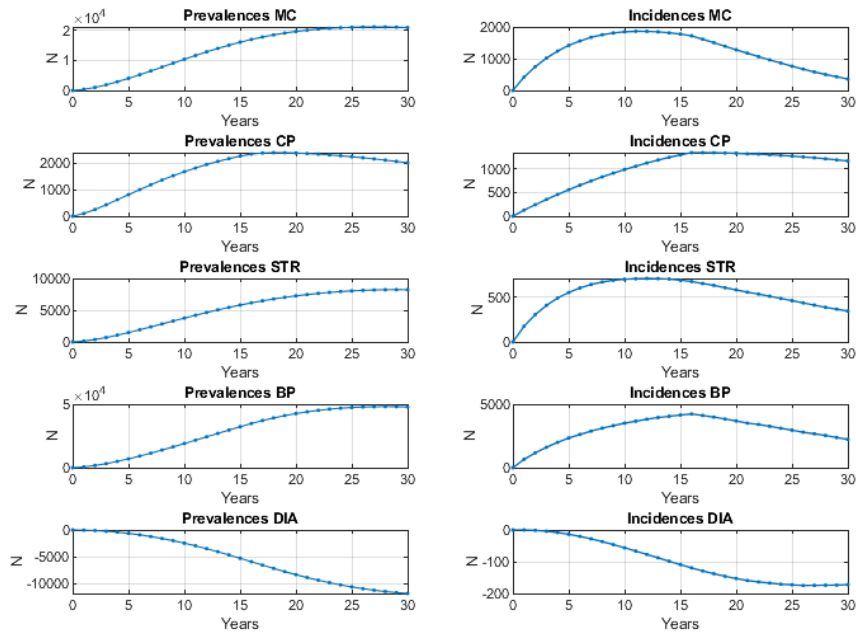 Prevalences MC
×10⁴
2
1
0
N
0 5 10 15 20 25 30
Years
Incidences MC
2000
1000
0
N
0 5 10 15 20 25 30
Years
Prevalences CP
2000
1000
0
N
0 5 10 15 20 25 30
Years
Incidences CP
1000
500
0
N
0 5 10 15 20 25 30
Years
Prevalences STR
10000
5000
0
N
0 5 10 15 20 25 30
Years
Incidences STR
500
0
N
0 5 10 15 20 25 30
Years
Prevalences BP
×10⁴
5
0
N
0 5 10 15 20 25 30
Years
Incidences BP
5000
0
N
0 5 10 15 20 25 30
Years
Prevalences DIA
0
-5000
-10000
N
0 5 10 15 20 25 30
Years
Incidences DIA
0
-100
-200
N
0 5 10 15 20 25 30
Years